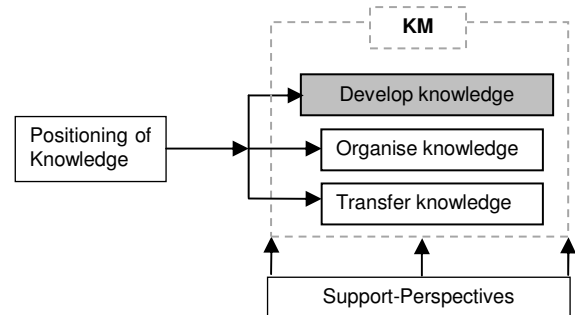 KM
Develop knowledge
Positioning of
Knowledge
Organise knowledge
Transfer knowledge
Support-Perspectives